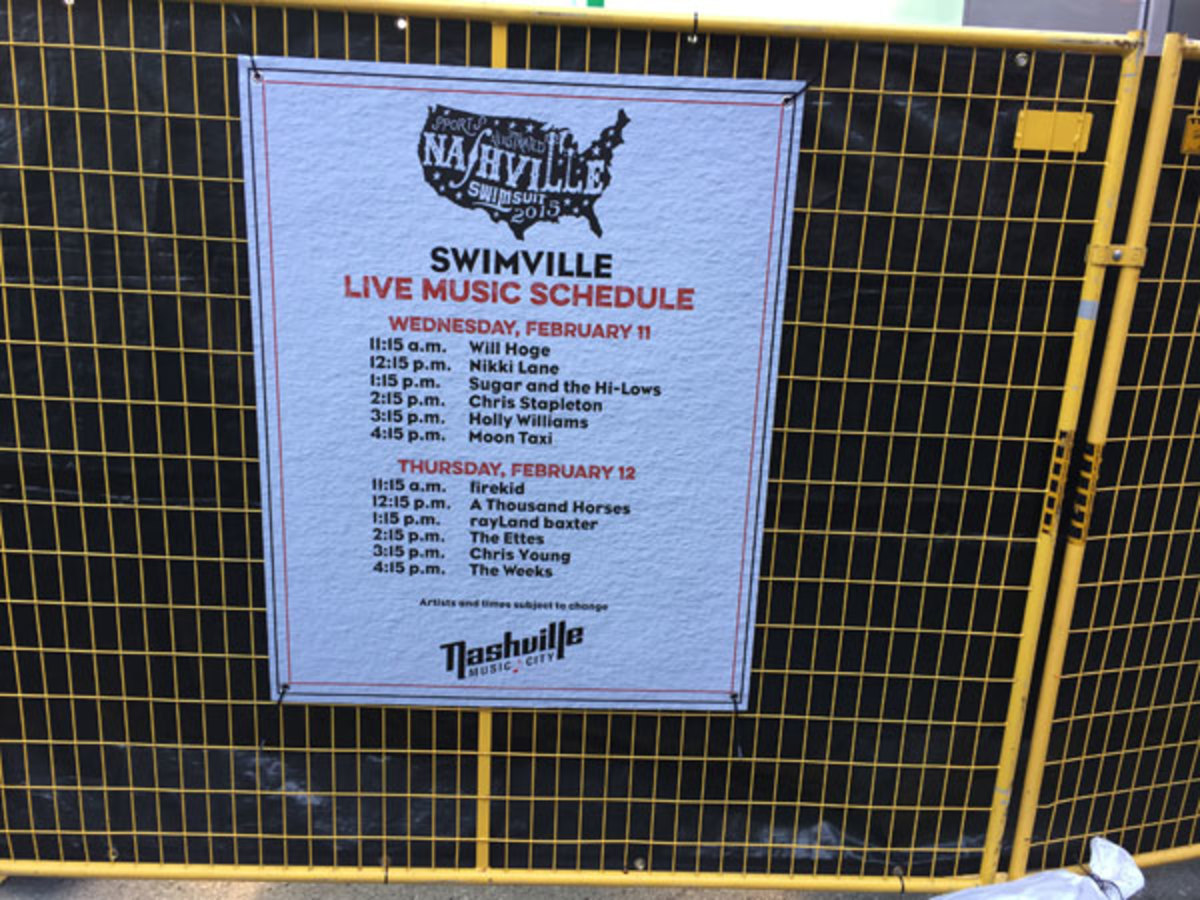 SPORTS
ILLUSTRATED
NASHVILLE
SWIMSUIT
2015
SWIMVILLE
LIVE MUSIC SCHEDULE
WEDNESDAY, FEBRUARY 11
11:15 a.m. Will Hoge
12:15 p.m. Nikki Lane
1:15 p.m. Sugar and the Hi-Lows
2:15 p.m. Chris Stapleton
3:15 p.m. Holly Williams
4:15 p.m. Moon Taxi
THURSDAY, FEBRUARY 12
11:15 a.m. firekid
12:15 p.m. A Thousand Horses
1:15 p.m. rayLand baxter
2:15 p.m. The Ettes
3:15 p.m. Chris Young
4:15 p.m. The Weeks
Artists and times subject to change
Nashville
MUSIC CITY